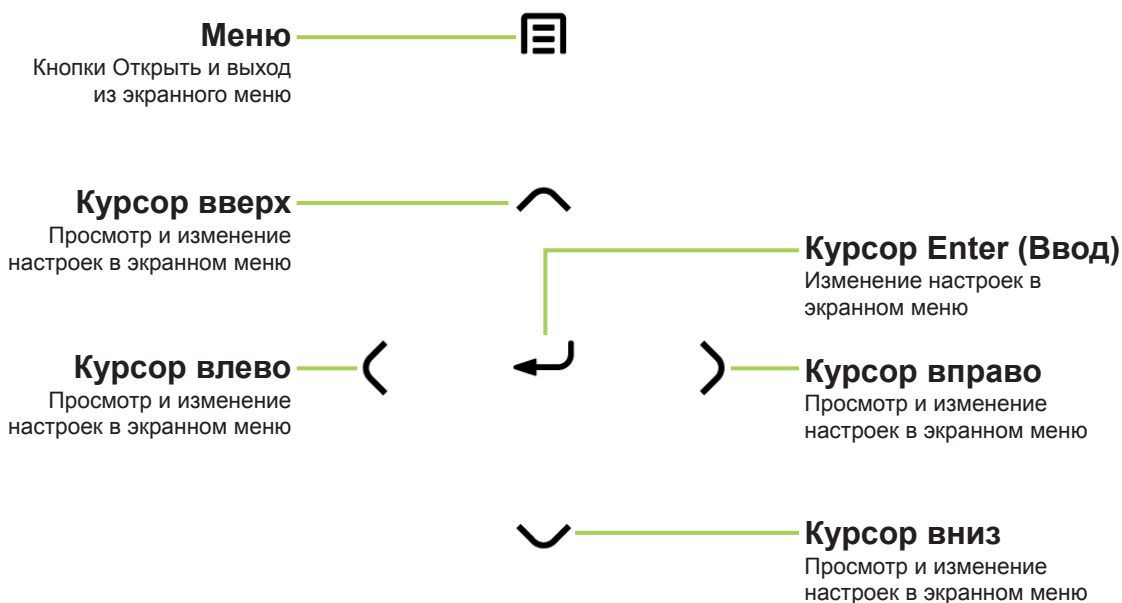 Меню
Кнопки Открыть и выход
из экранного меню
Курсор вверх
Просмотр и изменение
настроек в экранном меню
Курсор Enter (Ввод)
Изменение настроек в
экранном меню
Курсор влево
Просмотр и изменение
настроек в экранном меню
Курсор вправо
Просмотр и изменение
настроек в экранном меню
Курсор вниз
Просмотр и изменение
настроек в экранном меню